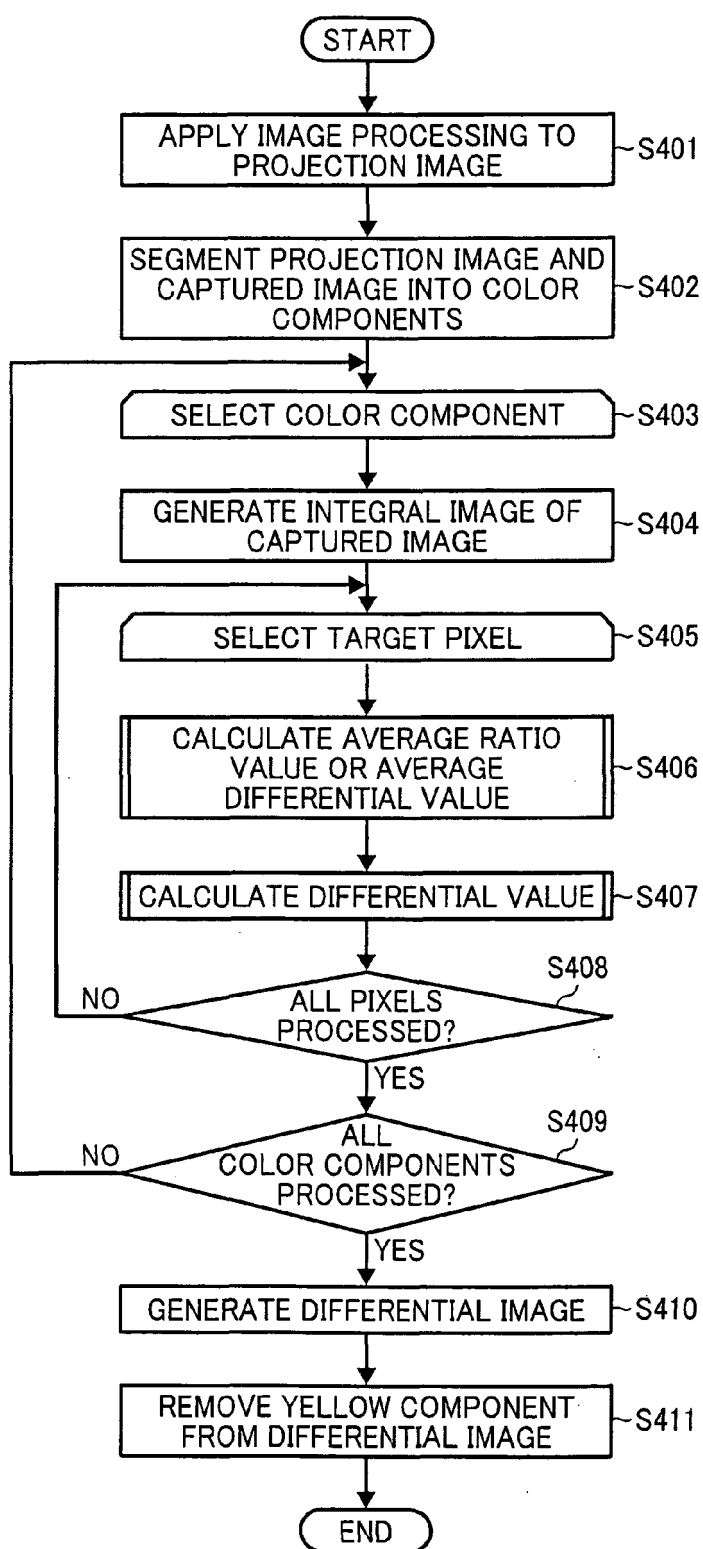 START
APPLY IMAGE PROCESSING TO
PROJECTION IMAGE
S401
SEGMENT PROJECTION IMAGE AND
CAPTURED IMAGE INTO COLOR
COMPONENTS
S402
SELECT COLOR COMPONENT
S403
GENERATE INTEGRAL IMAGE OF
CAPTURED IMAGE
S404
SELECT TARGET PIXEL
S405
CALCULATE AVERAGE RATIO
VALUE OR AVERAGE
DIFFERENTIAL VALUE
S406
CALCULATE DIFFERENTIAL VALUE
S407
S408
NO
ALL PIXELS
PROCESSED?
YES
S409
NO
ALL
COLOR COMPONENTS
PROCESSED?
YES
GENERATE DIFFERENTIAL IMAGE
S410
REMOVE YELLOW COMPONENT
FROM DIFFERENTIAL IMAGE
S411
END